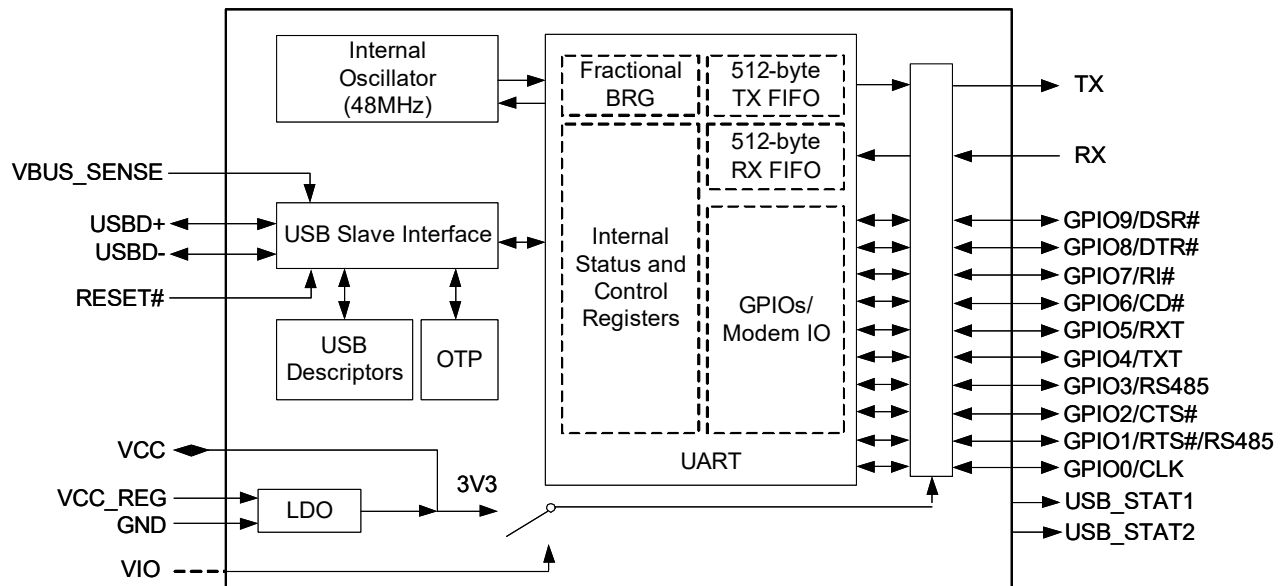 Internal
Oscillator
(48MHz)
Fractional
BRG
512-byte
TX FIFO
512-byte
RX FIFO
TX
RX
VBUS_SENSE
USBD+
USBD-
RESET#
USB Slave Interface
USB
Descriptors
OTP
Internal
Status and
Control
Registers
GPIOs/
Modem IO
UART
GPIO9/DSR#
GPIO8/DTR#
GPIO7/RI#
GPIO6/CD#
GPIO5/RXT
GPIO4/TXT
GPIO3/RS485
GPIO2/CTS#
GPIO1/RTS#/RS485
GPIO0/CLK
USB_STAT1
USB_STAT2
VCC
VCC_REG
GND
VIO
LDO
3V3